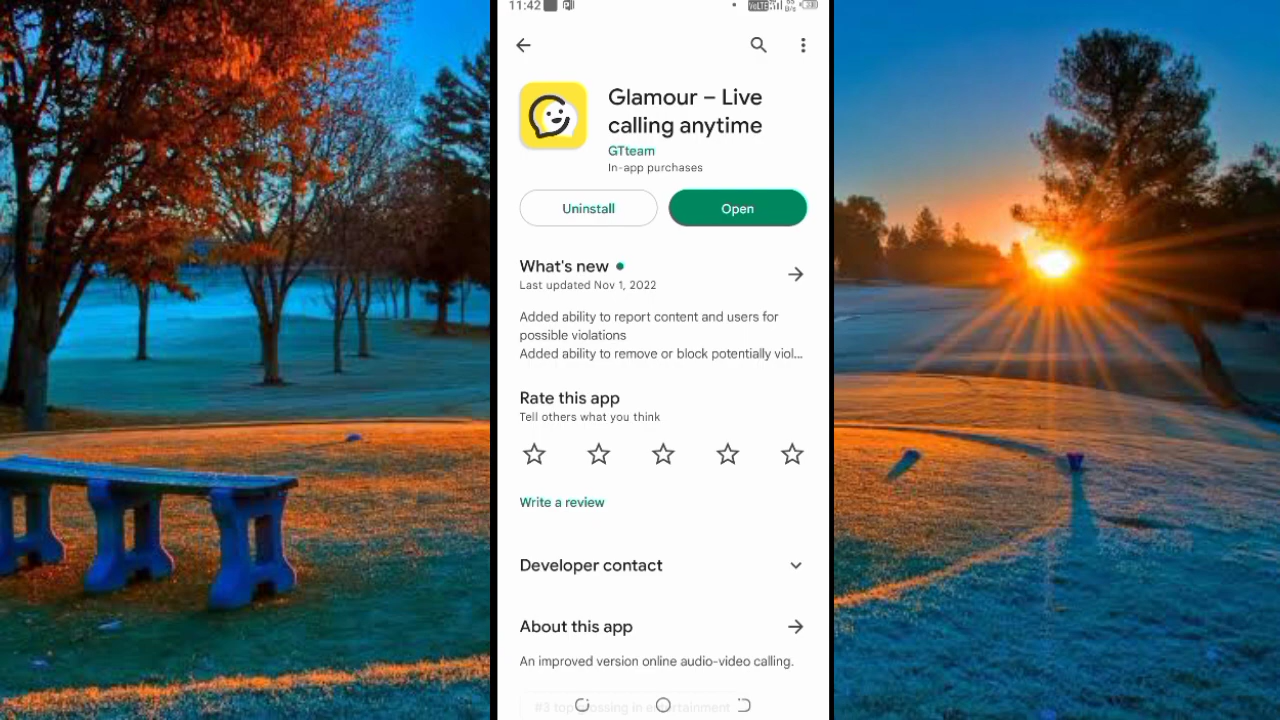 11:42
Glamour – Live
calling anytime
GTteam
In-app purchases
Uninstall
Open
What's new
Last updated Nov 1, 2022
Added ability to report content and users for
possible violations
Added ability to remove or block potentially viol...
Rate this app
Tell others what you think
Write a review
Developer contact
About this app
An improved version online audio-video calling.
#3 top grossing in entertainment